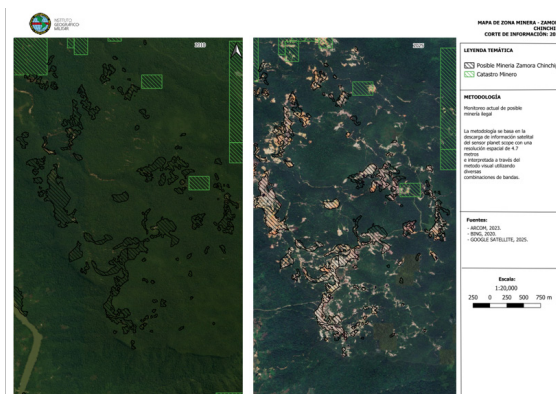 INSTITUTO
GEOGRÁFICO
MILITAR
MAPA DE ZONA MINERA - ZAMO
CHINCHI
CORTE DE INFORMACIÓN: 20
2025
LEYENDA TEMÁTICA
Posible Mineria Zamora Chinchi
Catastro Minero
METODOLOGÍA
Monitoreo actual de posible
minería ilegal
La metodología se basa en la
descarga de información satelital
del sensor planet scope con una
resolución espacial de 4.7
metros
e interpretada a través del
metodo visual utilizando
diversas
combinaciones de bandas.
Fuentes:
- ARCOM, 2023.
- BING, 2020.
- GOOGLE SATELLITE, 2025.
Escala:
1:20,000
250 0 250 500 750 m